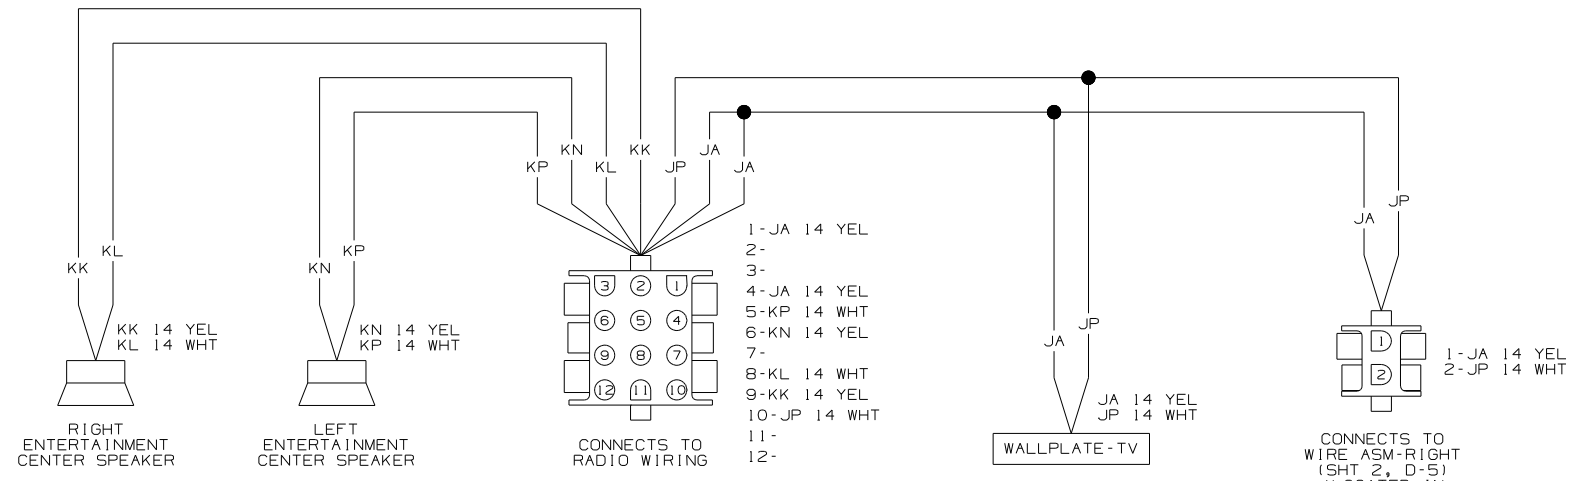 KP
KN
KL
KK
JP
JA
JA
KK
KL
KN
KP
JA
JP
JA
JP
KK 14 YEL
KL 14 WHT
RIGHT
ENTERTAINMENT
CENTER SPEAKER
KN 14 YEL
KP 14 WHT
LEFT
ENTERTAINMENT
CENTER SPEAKER
3 2 1
6 5 4
9 8 7
12 11 10
CONNECTS TO
RADIO WIRING
1-JA 14 YEL
2-
3-
4-JA 14 YEL
5-KP 14 WHT
6-KN 14 YEL
7-
8-KL 14 WHT
9-KK 14 YEL
10-JP 14 WHT
11-
12-
JA 14 YEL
JP 14 WHT
WALLPLATE-TV
1
2
1-JA 14 YEL
2-JP 14 WHT
CONNECTS TO
WIRE ASM-RIGHT
(SHT 2, D-5)